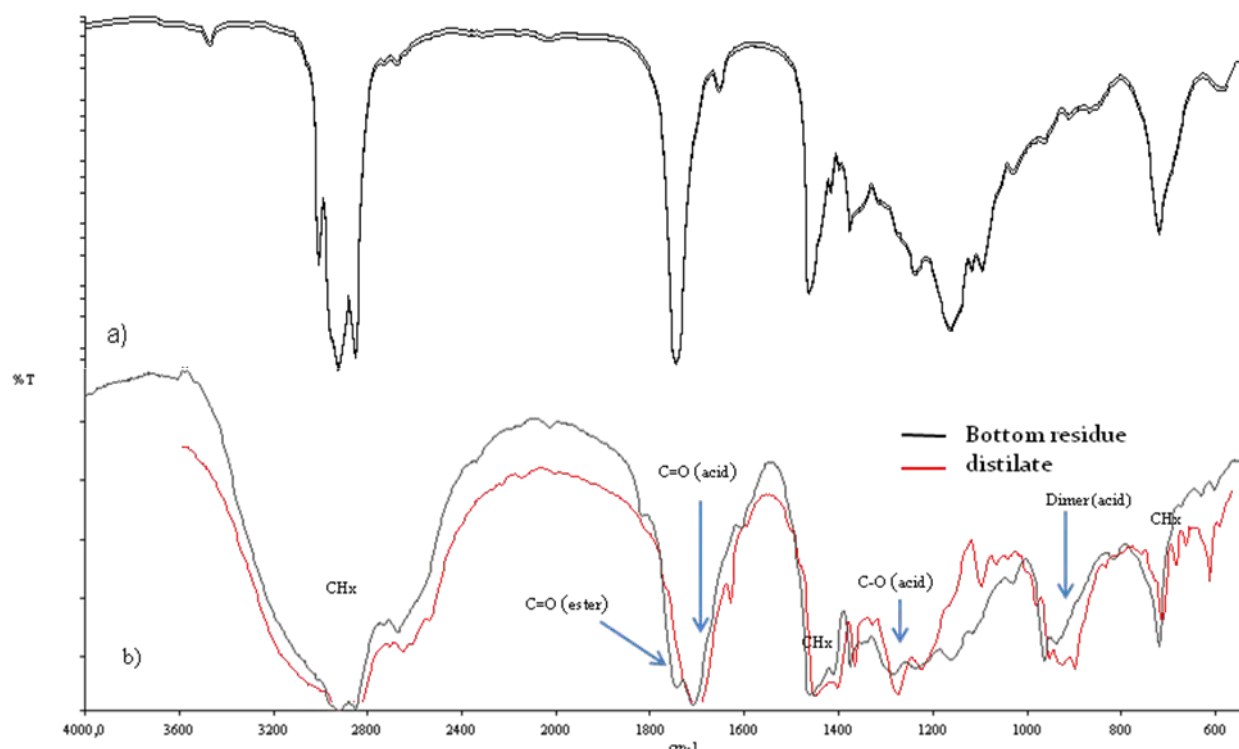 a)
%T
Bottom residue
distilate
C=O (acid)
Dimer (acid)
CHx
CHx
C-O (acid)
C=O (ester)
CHx
b)
4000,0 3600 3200 2800 2400 2000 1800 1600 1400 1200 1000 800 600